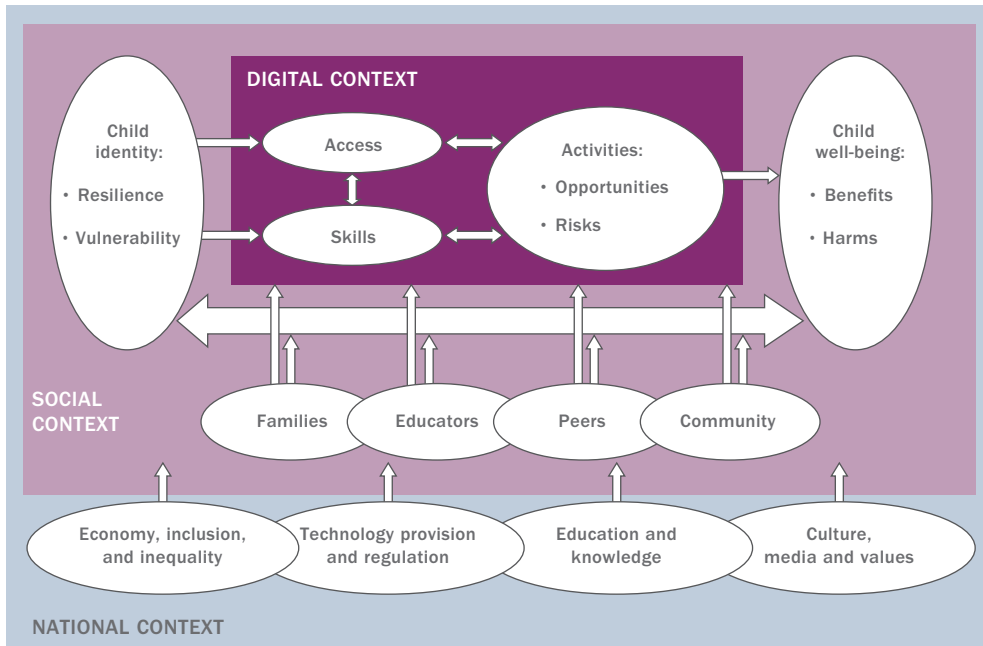 DIGITAL CONTEXT
Child
identity:
• Resilience
• Vulnerability
Access
Skills
Activities:
• Opportunities
• Risks
Child
well-being:
• Benefits
• Harms
SOCIAL
CONTEXT
Families
Educators
Peers
Community
Economy, inclusion,
and inequality
Technology provision
and regulation
Education and
knowledge
Culture,
media and values
NATIONAL CONTEXT